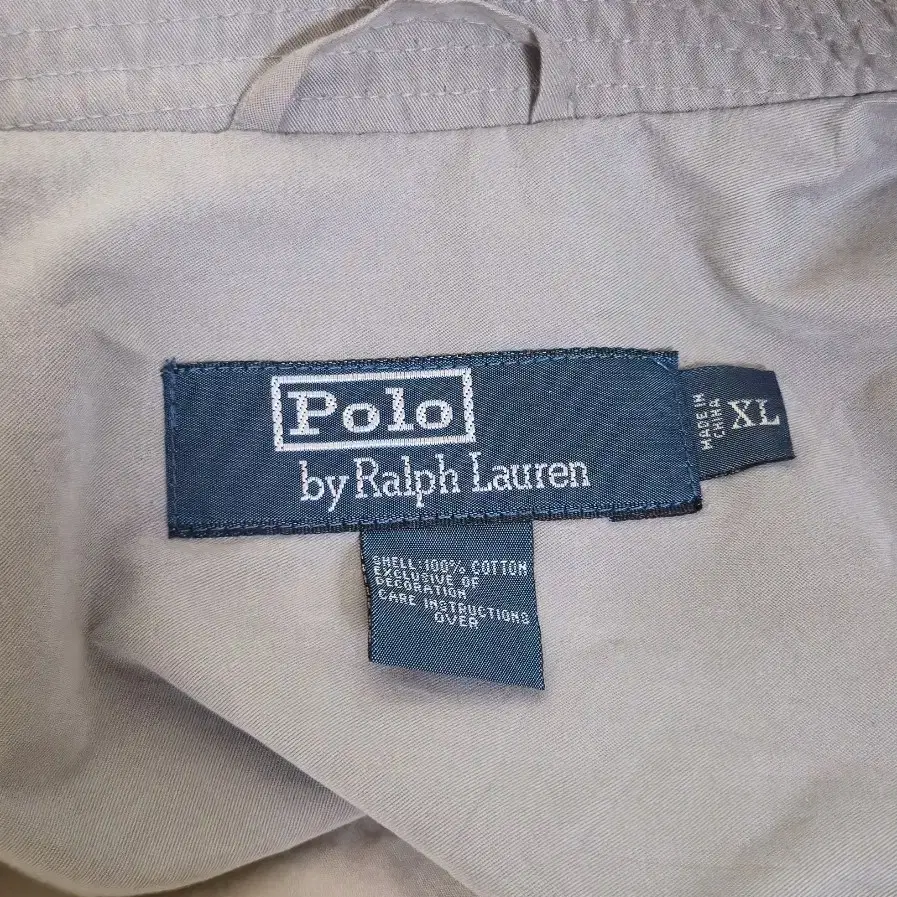 Polo
by Ralph Lauren
MADE IN
CHINA
XL
SHELL:100% COTTON
EXCLUSIVE OF
DECORATION
CARE INSTRUCTIONS
OVER